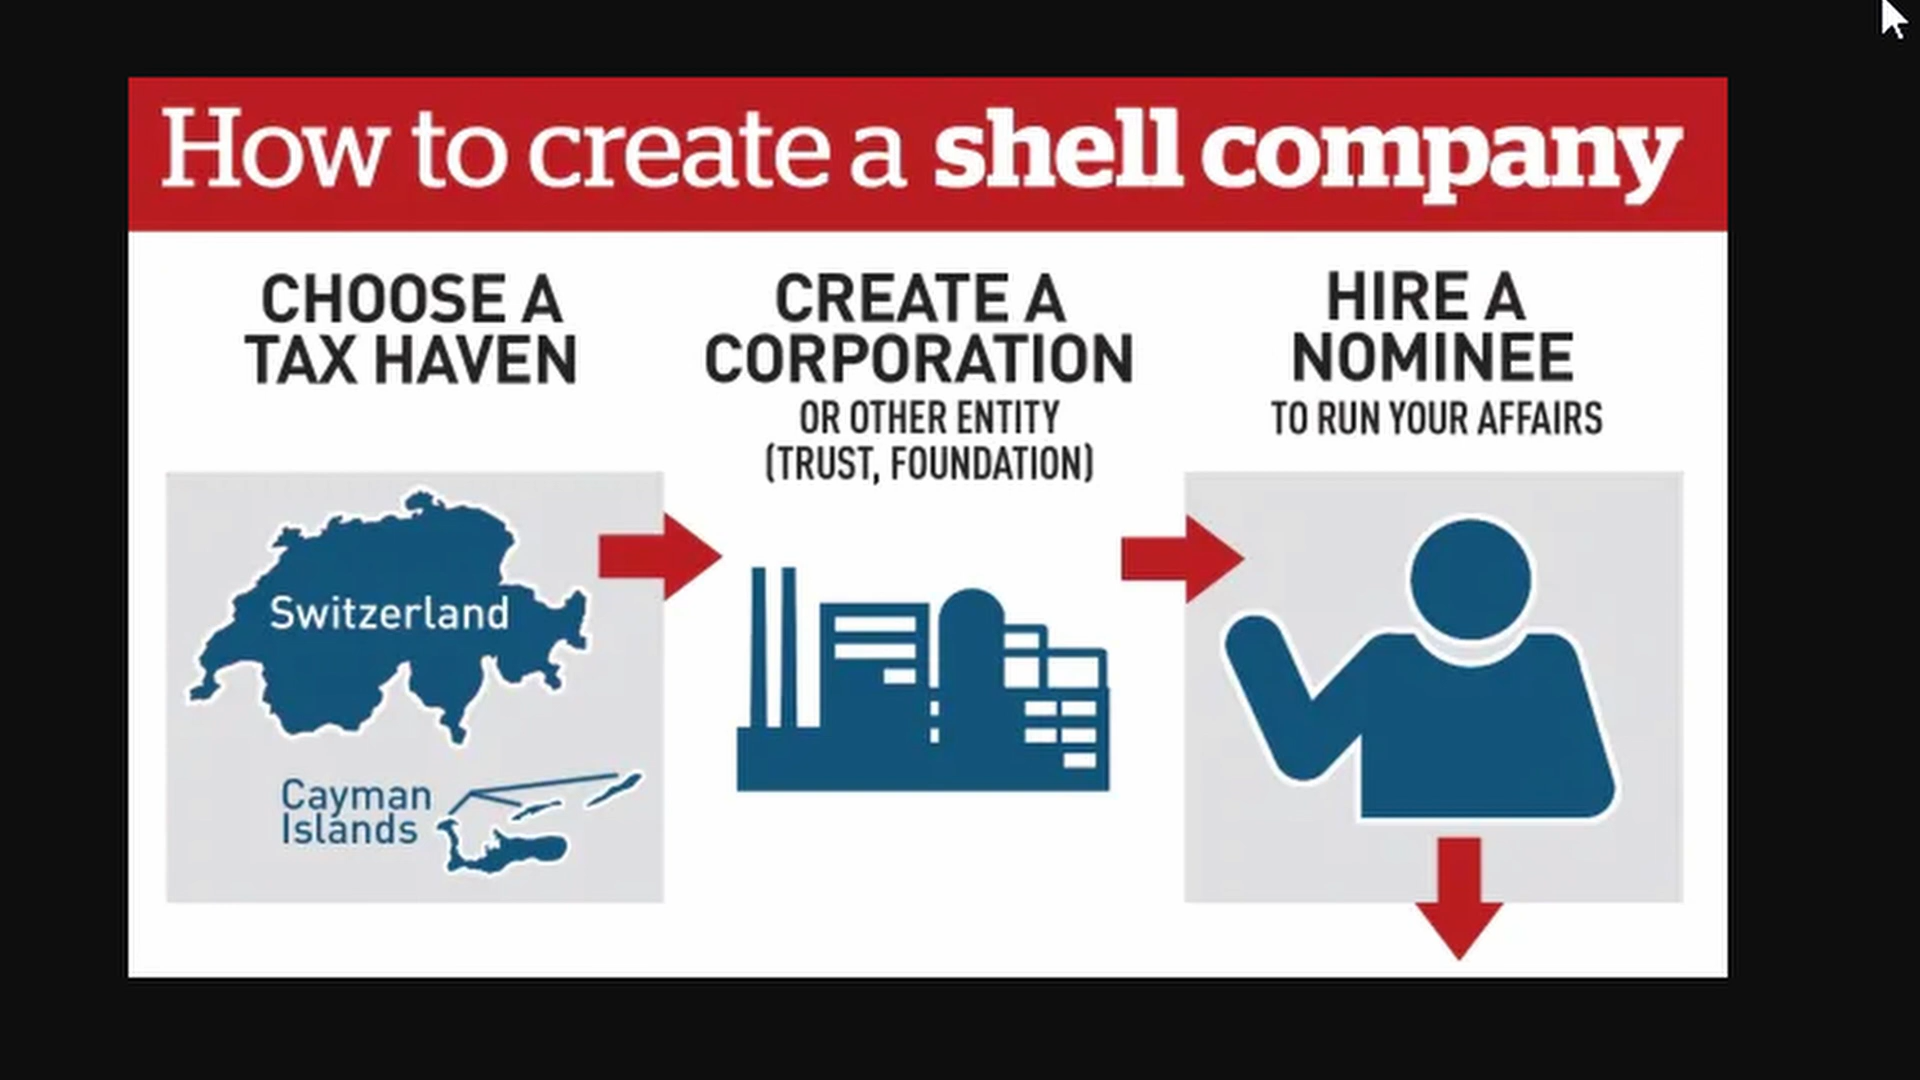 How to create a shell company
CHOOSE A
TAX HAVEN
Switzerland
Cayman
Islands
CREATE A
CORPORATION
OR OTHER ENTITY
(TRUST, FOUNDATION)
HIRE A
NOMINEE
TO RUN YOUR AFFAIRS